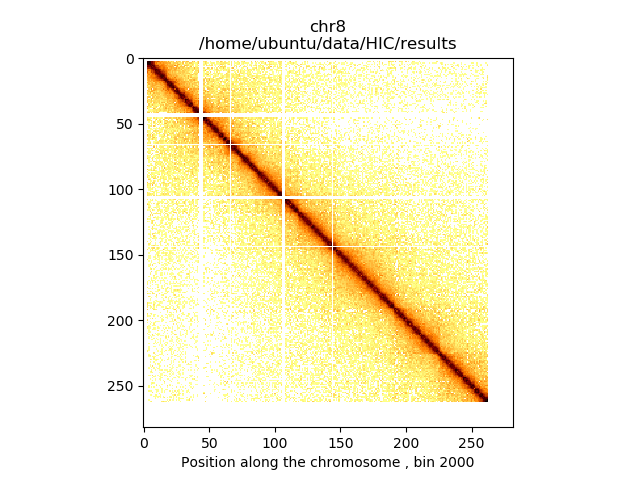 chr8
/home/ubuntu/data/HIC/results
0
50
100
150
200
250
0 50 100 150 200 250
Position along the chromosome , bin 2000